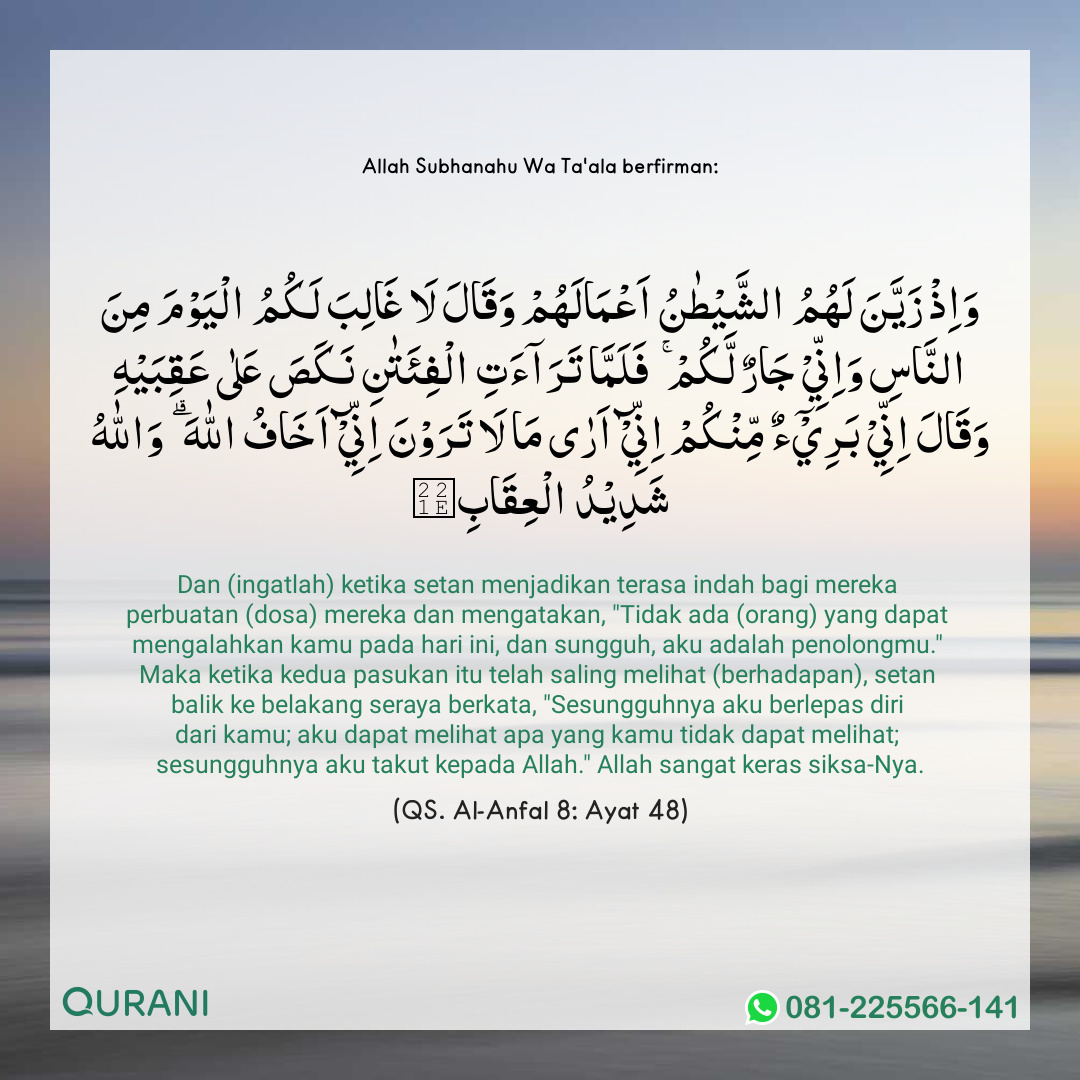 Allah Subhanahu Wa Ta'ala berfirman:
وَاِذْ زَيَّنَ لَهُمُ الشَّيْطٰنُ اَعْمَالَهُمْ وَقَالَ لَا غَالِبَ لَكُمُ الْيَوْمَ مِنَ
النَّاسِ وَاِنِّيْ جَارٌ لَّكُمْۚ فَلَمَّا تَرَاۤءَتِ الْفِئَتٰنِ نَكَصَ عَلٰى عَقِبَيْهِ
وَقَالَ اِنِّيْ بَرِيْۤءٌ مِّنْكُمْ اِنِّيْٓ اَرٰى مَا لَا تَرَوْنَ اِنِّيْٓ اَخَافُ اللّٰهَ ۗوَاللّٰهُ
شَدِيْدُ الْعِقَابِ
Dan (ingatlah) ketika setan menjadikan terasa indah bagi mereka
perbuatan (dosa) mereka dan mengatakan, "Tidak ada (orang) yang dapat
mengalahkan kamu pada hari ini, dan sungguh, aku adalah penolongmu."
Maka ketika kedua pasukan itu telah saling melihat (berhadapan), setan
balik ke belakang seraya berkata, "Sesungguhnya aku berlepas diri
dari kamu; aku dapat melihat apa yang kamu tidak dapat melihat;
sesungguhnya aku takut kepada Allah." Allah sangat keras siksa-Nya.
(QS. Al-Anfal 8: Ayat 48)
QURANI
081-225566-141